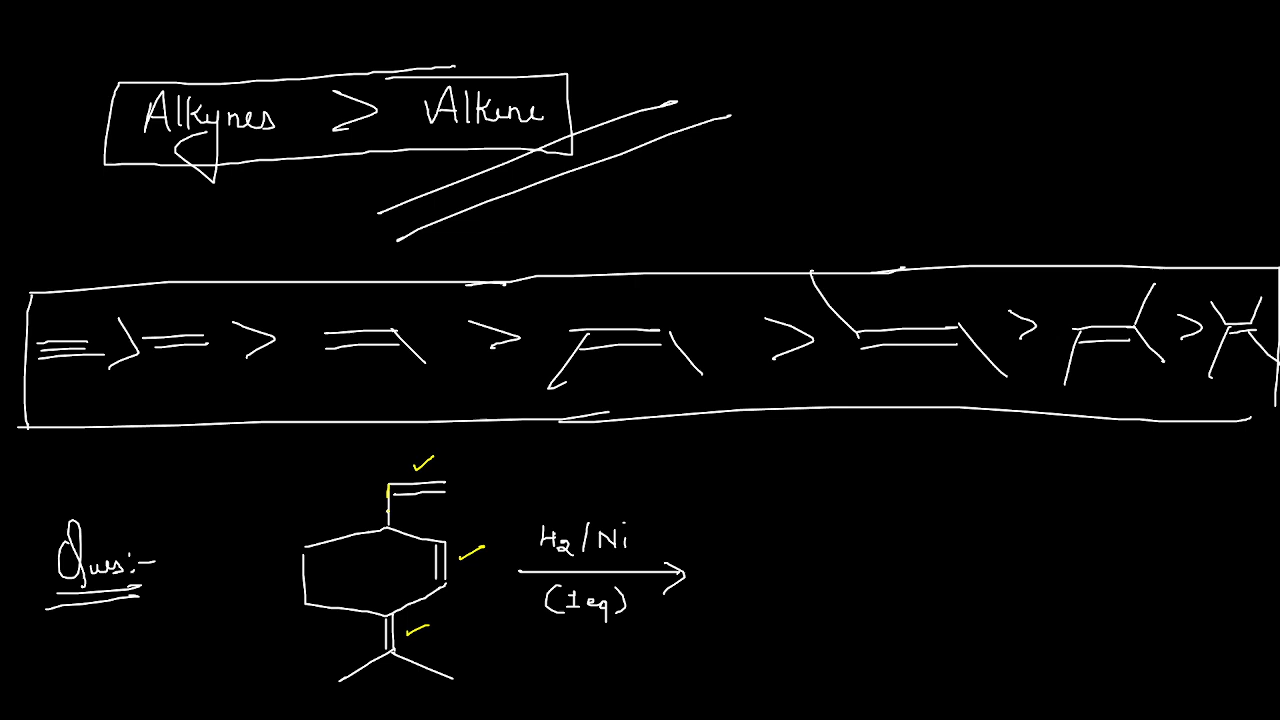 Alkynes > Alkene
> > > > > >
Ques:-
H2/Ni
(1eq)